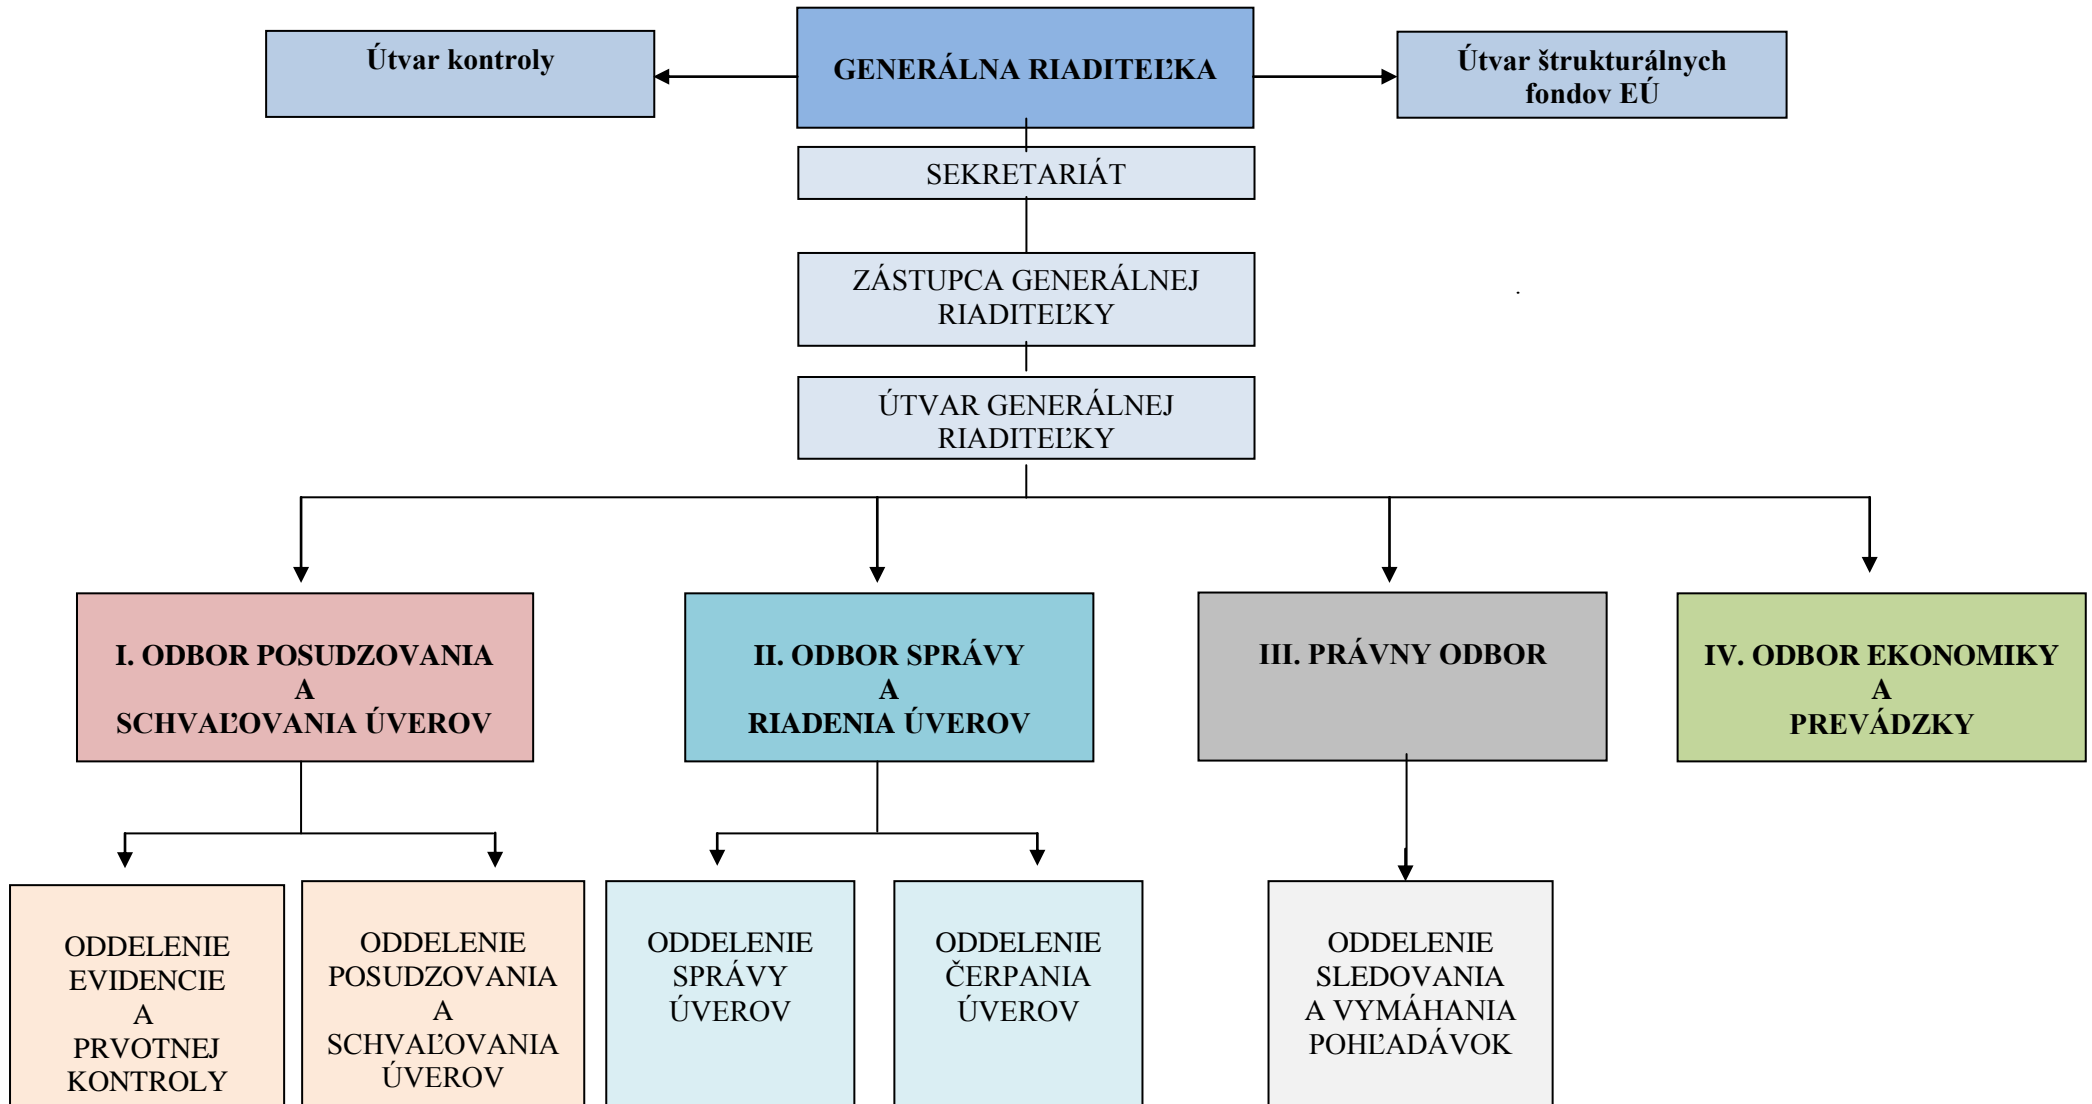 Útvar kontroly
GENERÁLNA RIADITEĽKA
Útvar štrukturálnych
fondov EÚ
SEKRETARIÁT
ZÁSTUPCA GENERÁLNEJ
RIADITEĽKY
.
ÚTVAR GENERÁLNEJ
RIADITEĽKY
I. ODBOR POSUDZOVANIA
A
SCHVAĽOVANIA ÚVEROV
II. ODBOR SPRÁVY
A
RIADENIA ÚVEROV
III. PRÁVNY ODBOR
IV. ODBOR EKONOMIKY
A
PREVÁDZKY
ODDELENIE
EVIDENCIE
A
PRVOTNEJ
KONTROLY
ODDELENIE
POSUDZOVANIA
A
SCHVAĽOVANIA
ÚVEROV
ODDELENIE
SPRÁVY
ÚVEROV
ODDELENIE
ČERPANIA
ÚVEROV
ODDELENIE
SLEDOVANIA
A VYMÁHANIA
POHĽADÁVOK